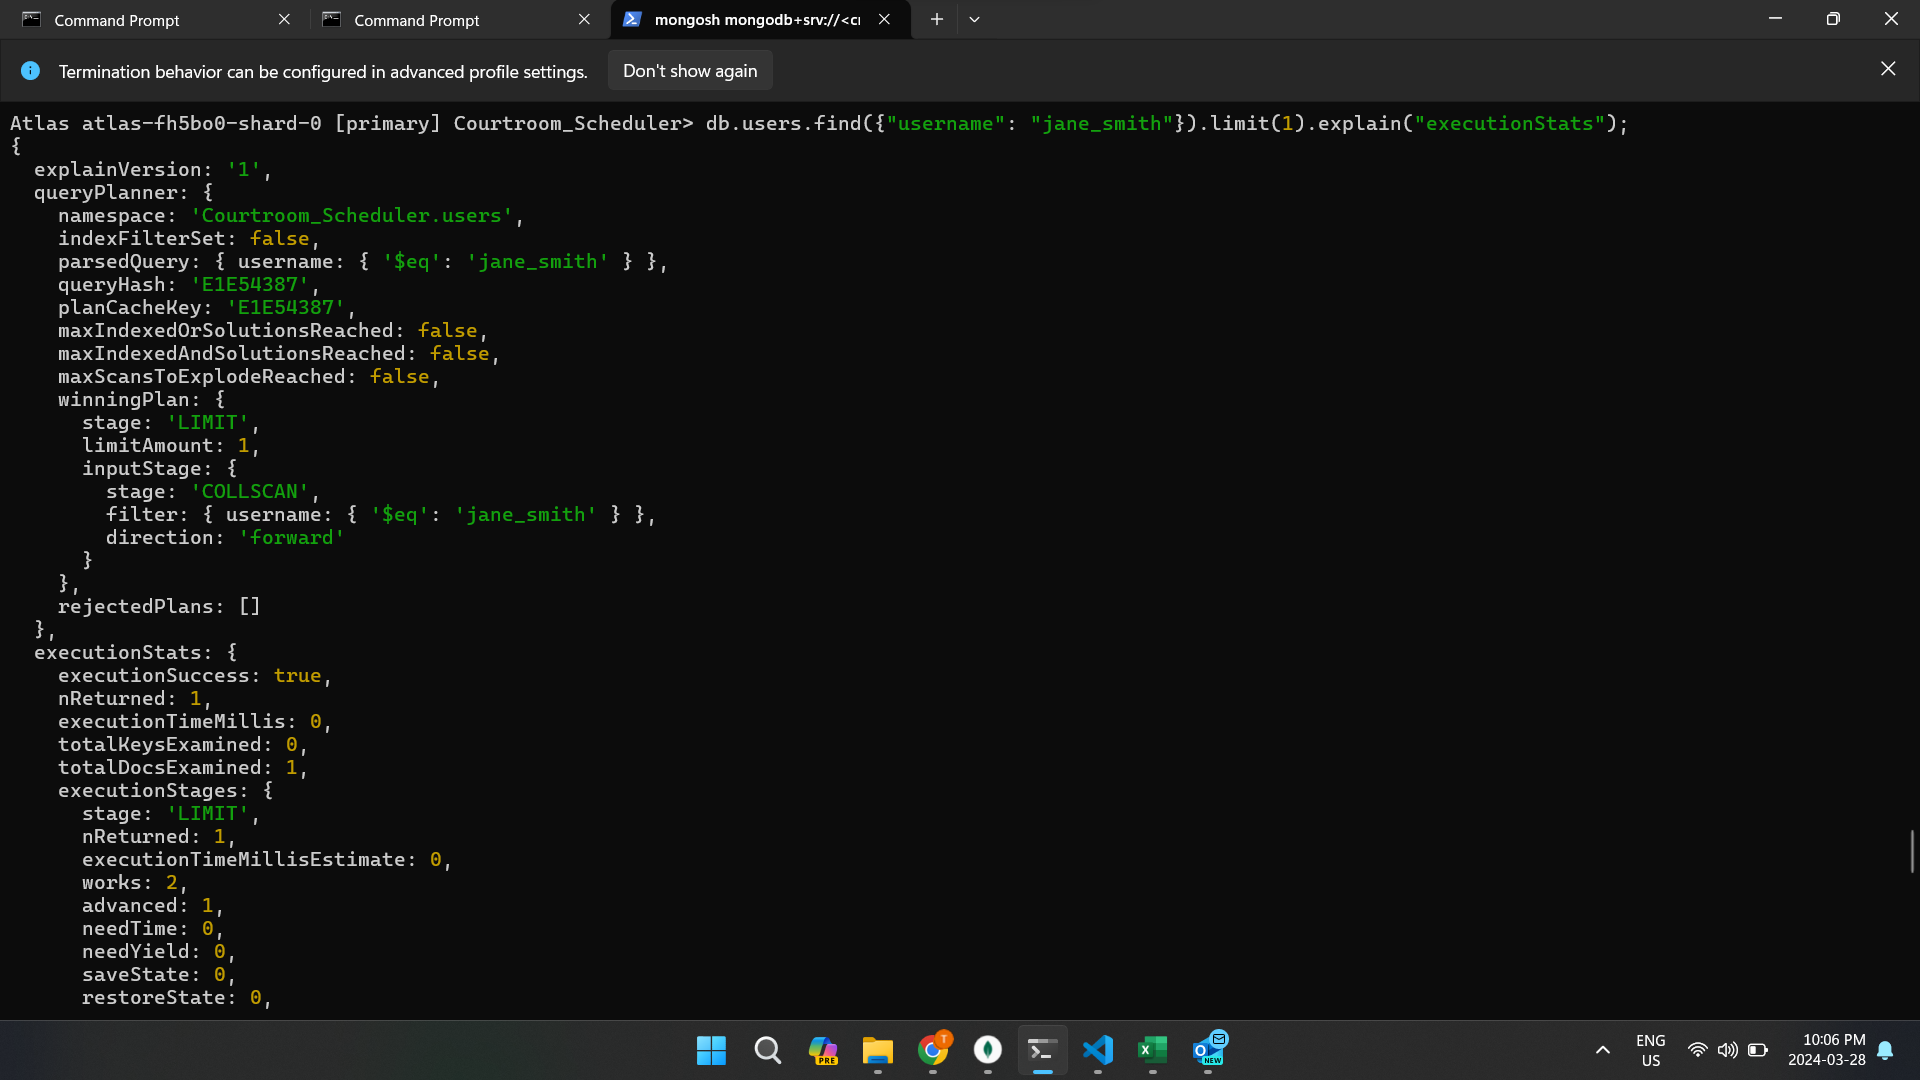 Command Prompt
Command Prompt
mongosh mongodb+srv://<cr
Termination behavior can be configured in advanced profile settings.
Don't show again
Atlas atlas-fh5bo0-shard-0 [primary] Courtroom_Scheduler> db.users.find({"username": "jane_smith"}).limit(1).explain("executionStats");
{
  explainVersion: '1',
  queryPlanner: {
    namespace: 'Courtroom_Scheduler.users',
    indexFilterSet: false,
    parsedQuery: { username: { '$eq': 'jane_smith' } },
    queryHash: 'E1E54387',
    planCacheKey: 'E1E54387',
    maxIndexedOrSolutionsReached: false,
    maxIndexedAndSolutionsReached: false,
    maxScansToExplodeReached: false,
    winningPlan: {
      stage: 'LIMIT',
      limitAmount: 1,
      inputStage: {
        stage: 'COLLSCAN',
        filter: { username: { '$eq': 'jane_smith' } },
        direction: 'forward'
      }
    },
    rejectedPlans: []
  },
  executionStats: {
    executionSuccess: true,
    nReturned: 1,
    executionTimeMillis: 0,
    totalKeysExamined: 0,
    totalDocsExamined: 1,
    executionStages: {
      stage: 'LIMIT',
      nReturned: 1,
      executionTimeMillisEstimate: 0,
      works: 2,
      advanced: 1,
      needTime: 0,
      needYield: 0,
      saveState: 0,
      restoreState: 0,
PRE
T
NEW
ENG
US
10:06 PM
2024-03-28